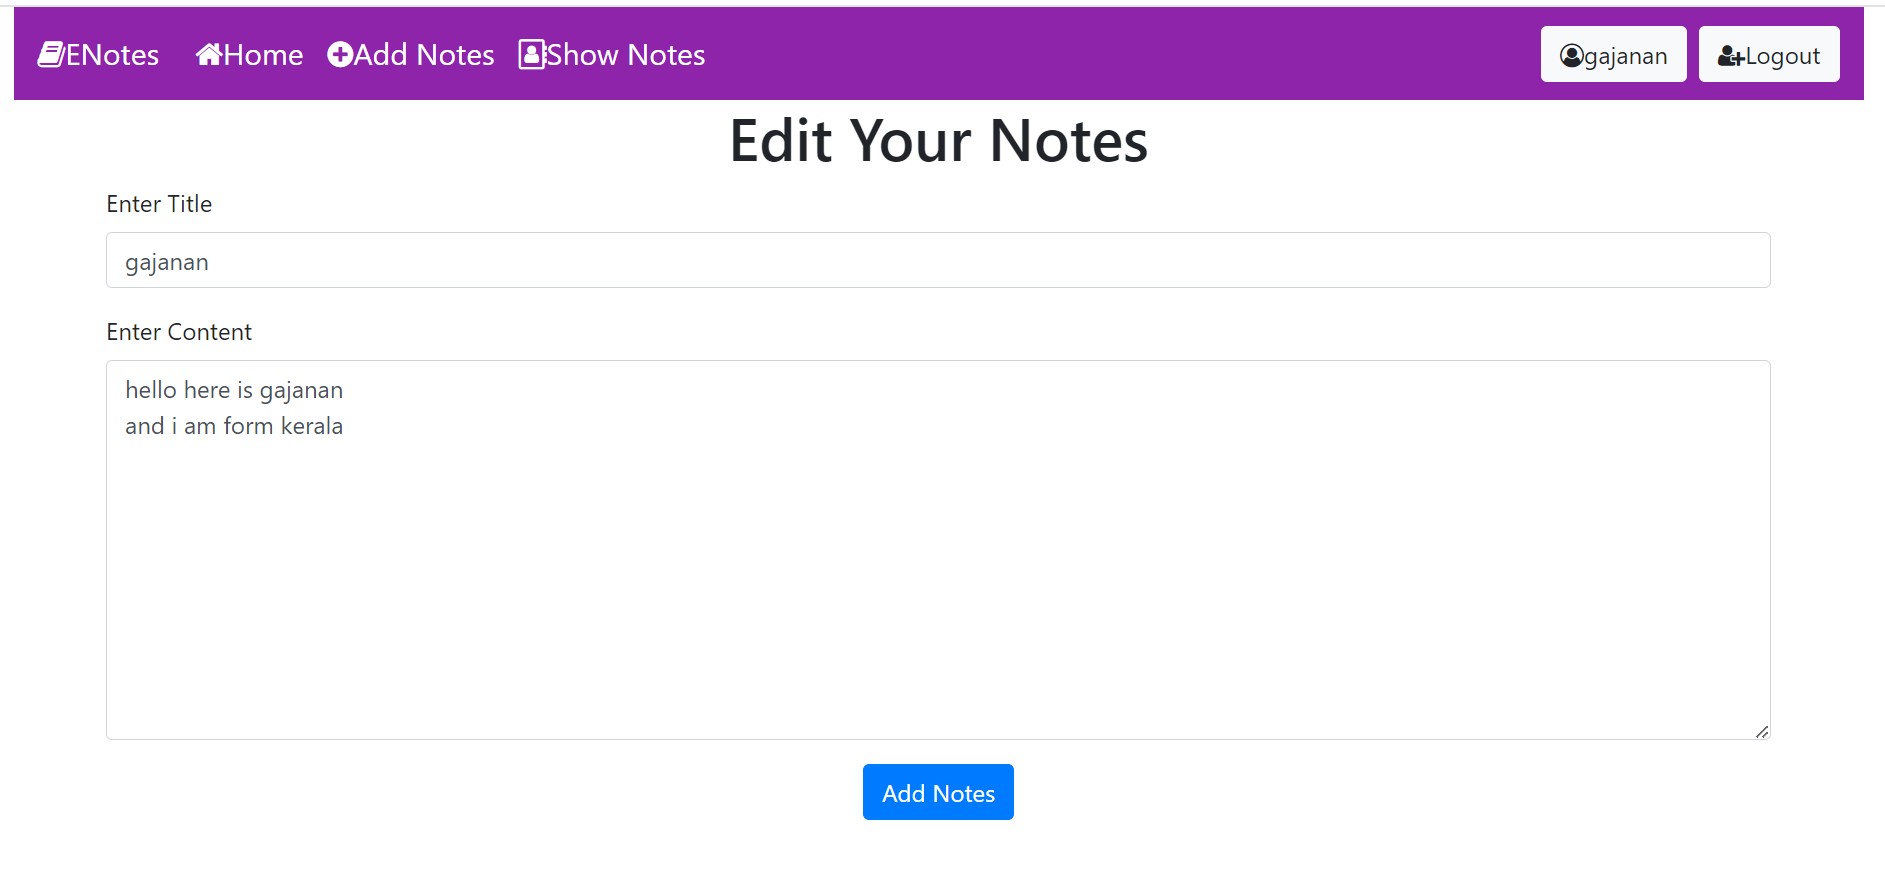 ENotes Home Add Notes Show Notes gajanan Logout
Edit Your Notes
Enter Title
gajanan
Enter Content
hello here is gajanan
and i am form kerala
Add Notes